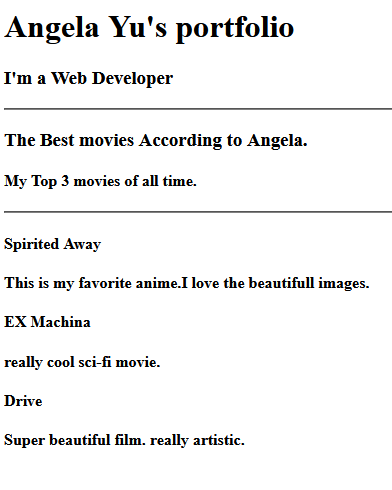 Angela Yu's portfolio
I'm a Web Developer
The Best movies According to Angela.
My Top 3 movies of all time.
Spirited Away
This is my favorite anime.I love the beautifull images.
EX Machina
really cool sci-fi movie.
Drive
Super beautiful film. really artistic.